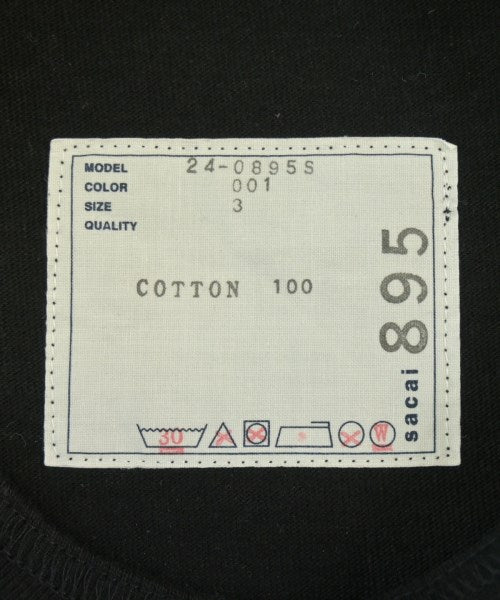 MODEL 24-0895S
COLOR 001
SIZE 3
QUALITY
COTTON 100
sacai 895
30 W